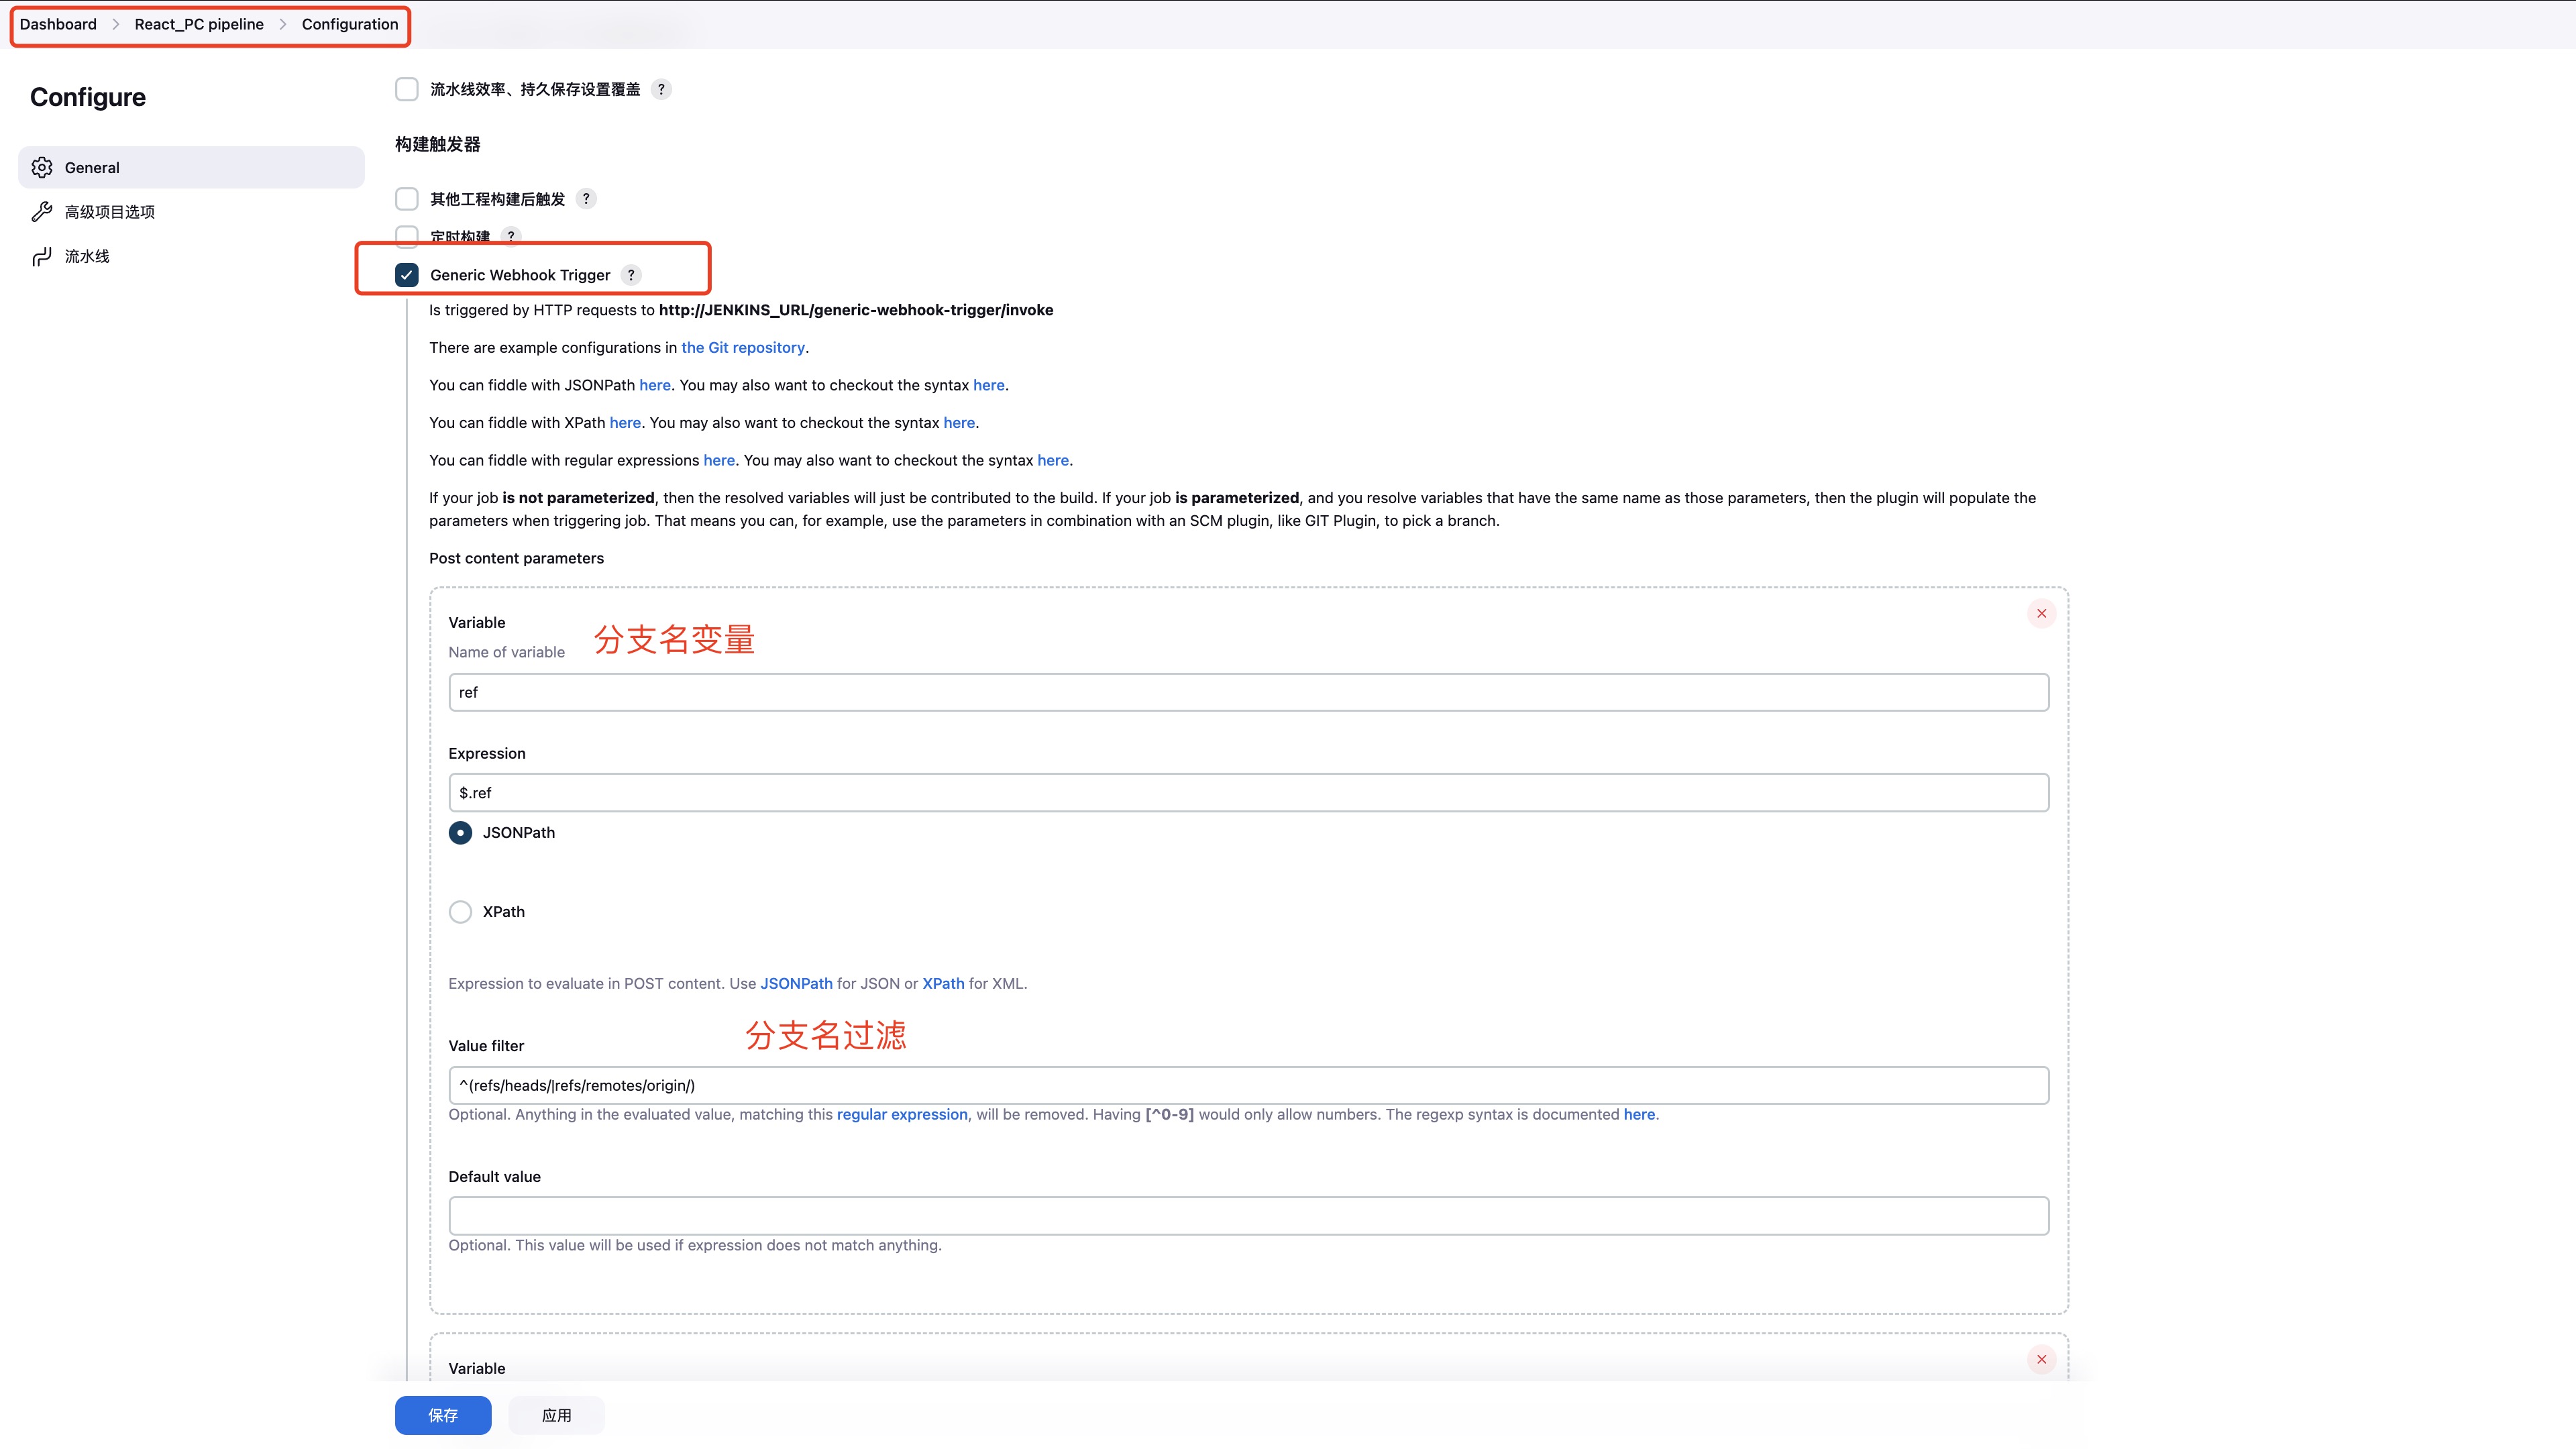 Dashboard > React_PC pipeline > Configuration
Configure
General
高级项目选项
流水线
流水线效率、持久保存设置覆盖 ?
构建触发器
其他工程构建后触发 ?
定时构建 ?
Generic Webhook Trigger ?
Is triggered by HTTP requests to http://JENKINS_URL/generic-webhook-trigger/invoke
There are example configurations in the Git repository.
You can fiddle with JSONPath here. You may also want to checkout the syntax here.
You can fiddle with XPath here. You may also want to checkout the syntax here.
You can fiddle with regular expressions here. You may also want to checkout the syntax here.
If your job is not parameterized, then the resolved variables will just be contributed to the build. If your job is parameterized, and you resolve variables that have the same name as those parameters, then the plugin will populate the
parameters when triggering job. That means you can, for example, use the parameters in combination with an SCM plugin, like GIT Plugin, to pick a branch.
Post content parameters
Variable
分支名变量
Name of variable
ref
Expression
$.ref
JSONPath
XPath
Expression to evaluate in POST content. Use JSONPath for JSON or XPath for XML.
分支名过滤
Value filter
^(refs/heads/|refs/remotes/origin/)
Optional. Anything in the evaluated value, matching this regular expression, will be removed. Having [^0-9] would only allow numbers. The regexp syntax is documented here.
Default value
Optional. This value will be used if expression does not match anything.
Variable
保存
应用